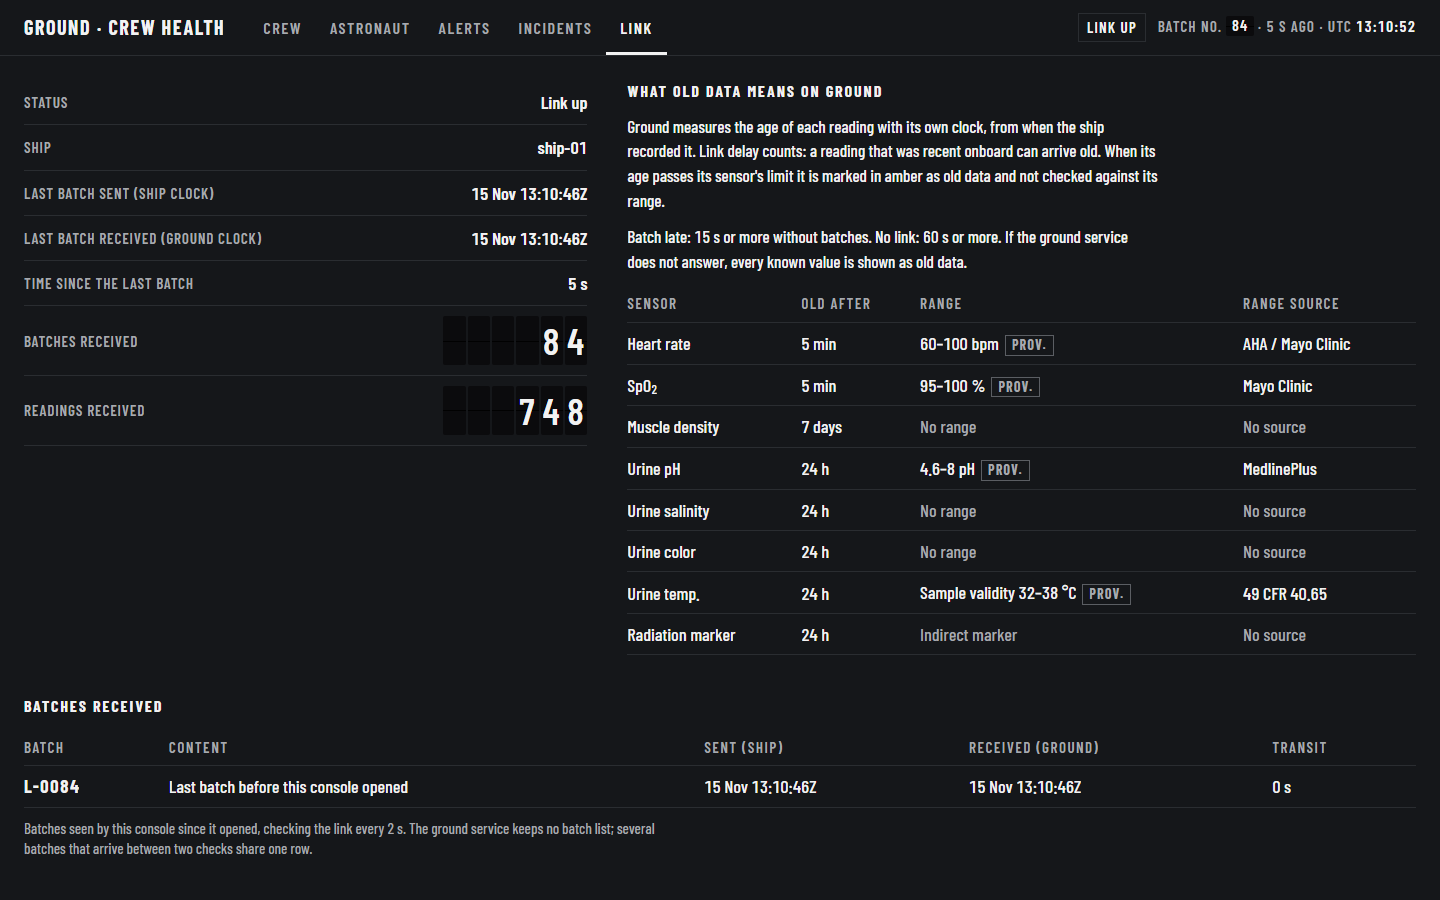 GROUND · CREW HEALTH CREW ASTRONAUT ALERTS INCIDENTS LINK LINK UP BATCH NO. 84 · 5 S AGO · UTC 13:10:52
STATUS Link up
SHIP ship-01
LAST BATCH SENT (SHIP CLOCK) 15 Nov 13:10:46Z
LAST BATCH RECEIVED (GROUND CLOCK) 15 Nov 13:10:46Z
TIME SINCE THE LAST BATCH 5 s
BATCHES RECEIVED 84
READINGS RECEIVED 748
WHAT OLD DATA MEANS ON GROUND
Ground measures the age of each reading with its own clock, from when the ship
recorded it. Link delay counts: a reading that was recent onboard can arrive old. When its
age passes its sensor's limit it is marked in amber as old data and not checked against its
range.
Batch late: 15 s or more without batches. No link: 60 s or more. If the ground service
does not answer, every known value is shown as old data.
SENSOR OLD AFTER RANGE RANGE SOURCE
Heart rate 5 min 60–100 bpm PROV. AHA / Mayo Clinic
SpO₂ 5 min 95–100 % PROV. Mayo Clinic
Muscle density 7 days No range No source
Urine pH 24 h 4.6–8 pH PROV. MedlinePlus
Urine salinity 24 h No range No source
Urine color 24 h No range No source
Urine temp. 24 h Sample validity 32–38 °C PROV. 49 CFR 40.65
Radiation marker 24 h Indirect marker No source
BATCHES RECEIVED
BATCH CONTENT SENT (SHIP) RECEIVED (GROUND) TRANSIT
L-0084 Last batch before this console opened 15 Nov 13:10:46Z 15 Nov 13:10:46Z 0 s
Batches seen by this console since it opened, checking the link every 2 s. The ground service keeps no batch list; several
batches that arrive between two checks share one row.